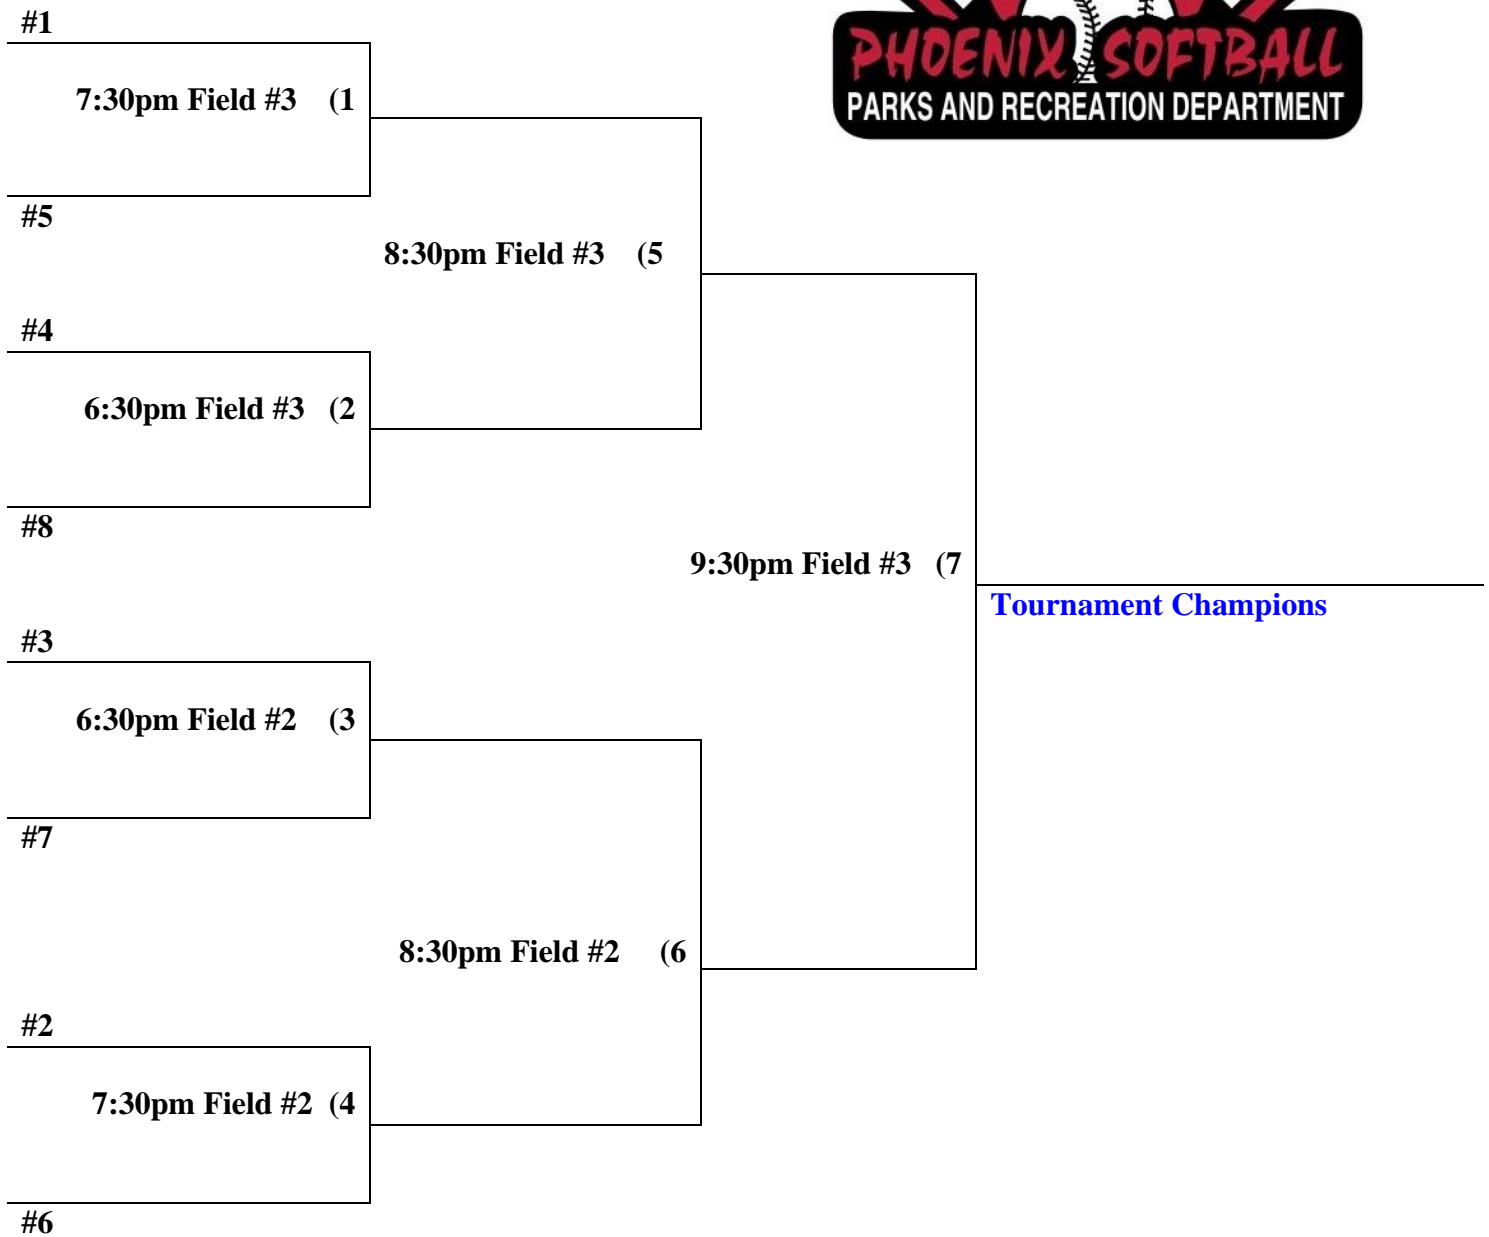 #1
PHOENIX SOFTBALL
7:30pm Field #3 (1
PARKS AND RECREATION DEPARTMENT
#5
8:30pm Field #3 (5
#4
6:30pm Field #3 (2
#8
9:30pm Field #3 (7
Tournament Champions
#3
6:30pm Field #2 (3
#7
8:30pm Field #2 (6
#2
7:30pm Field #2 (4
#6